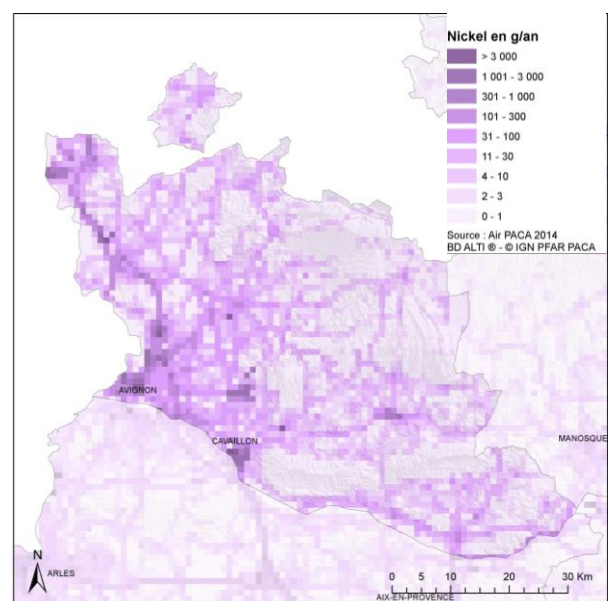 Nickel en g/an
> 3 000
1 001 - 3 000
301 - 1 000
101 - 300
31 - 100
11 - 30
4 - 10
2 - 3
0 - 1
Source : Air PACA 2014
BD ALTI ® - © IGN PFAR PACA
AVIGNON
CAVAILLON
MANOSQUE
N
ARLES
0 5 10 20 30 Km
AIX-EN-PROVENCE